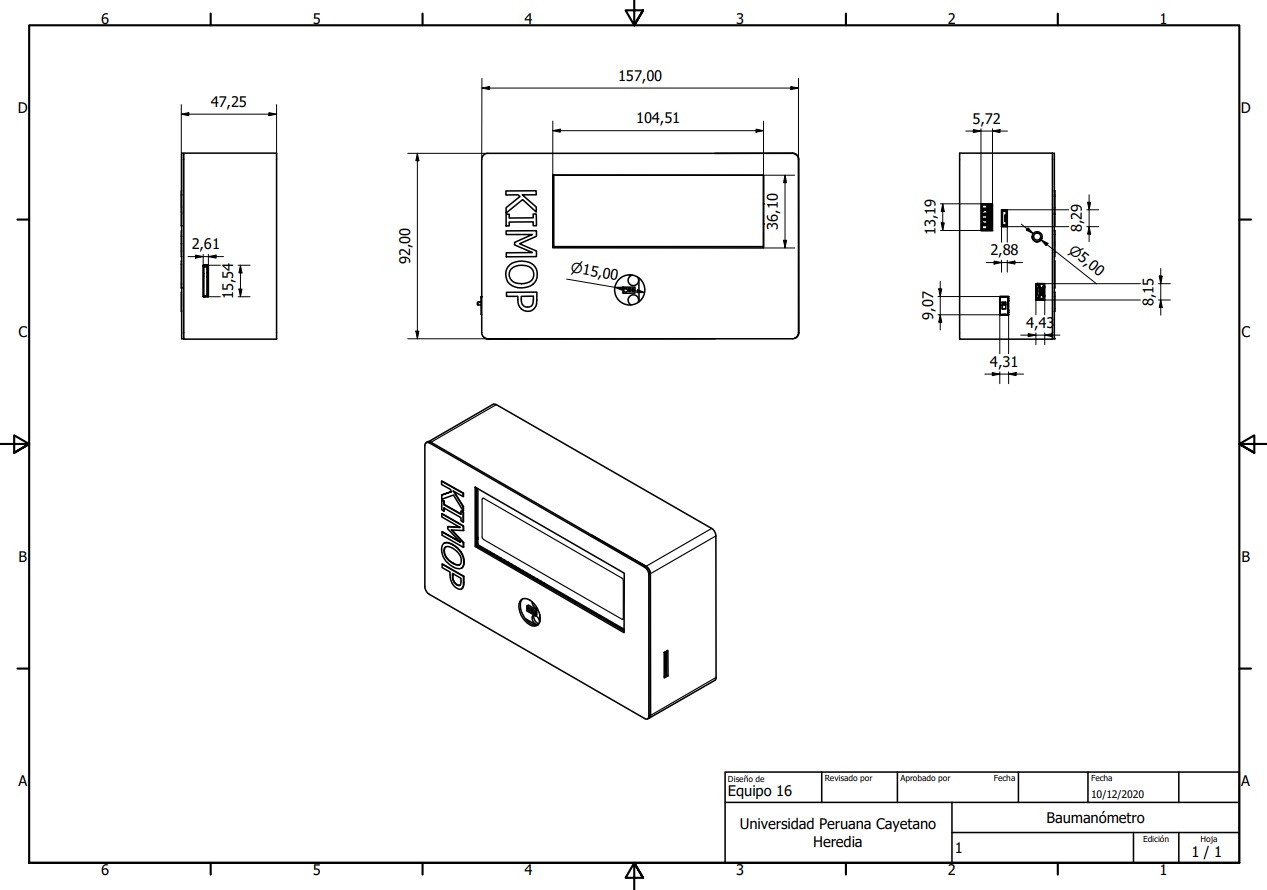 6 5 4 3 2 1
D D
C C
B B
A A
47,25
2,61
15,54
157,00
104,51
92,00
36,10
KIMOP
Ø15,00
5,72
13,19
8,29
2,88
Ø5,00
9,07
8,15
4,43
4,31
KIMOP
Diseño de
Equipo 16
Revisado por
Aprobado por
Fecha
Fecha
10/12/2020
Universidad Peruana Cayetano
Heredia
Baumanómetro
1
Edición
Hoja
1 / 1
6 5 4 3 2 1